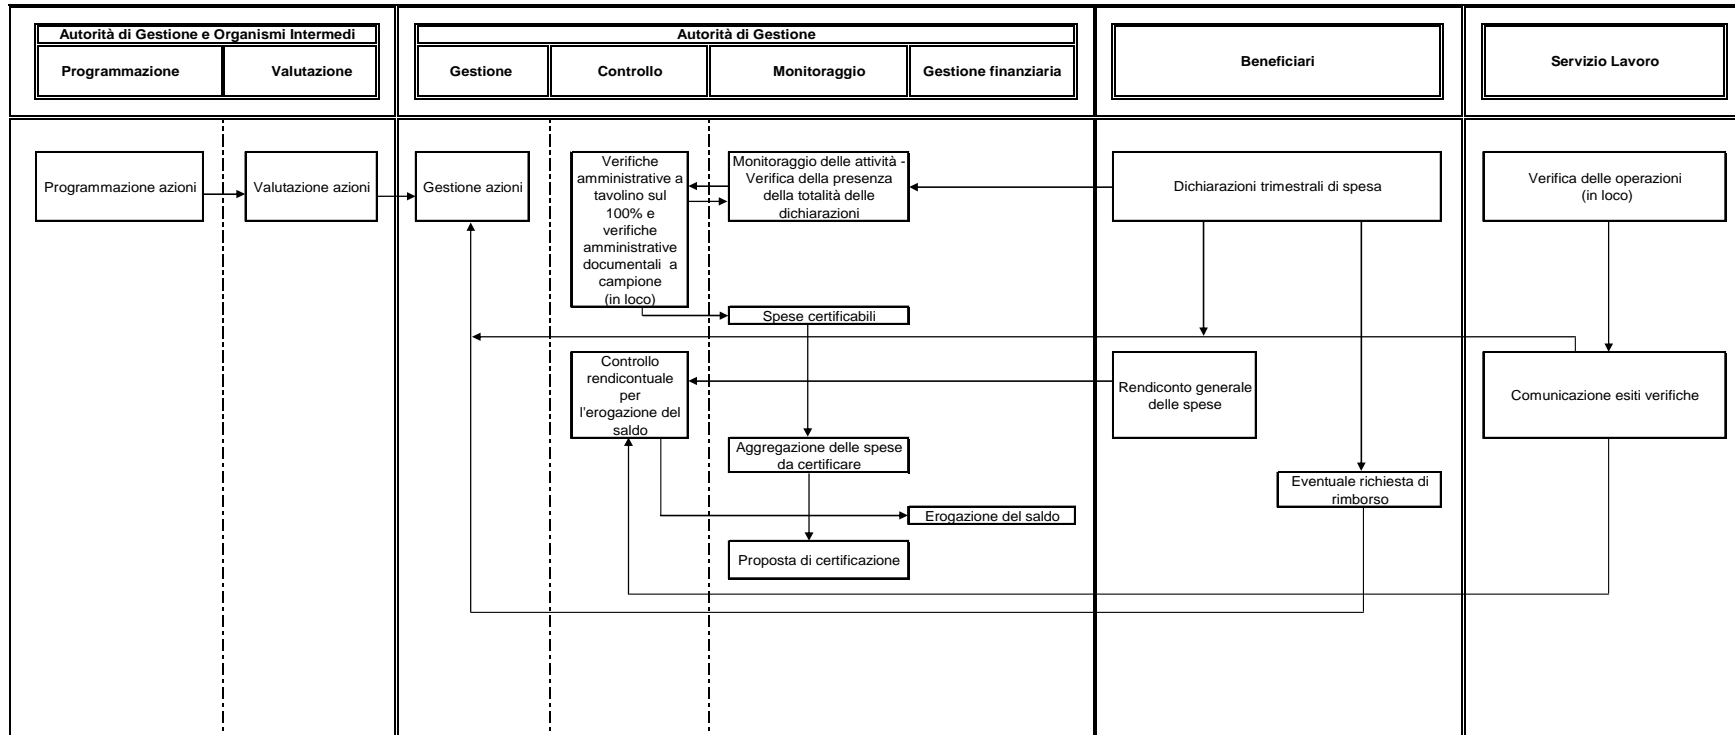 Autorità di Gestione e Organismi Intermedi
Autorità di Gestione
Beneficiari
Servizio Lavoro
Programmazione
Valutazione
Gestione
Controllo
Monitoraggio
Gestione finanziaria
Programmazione azioni
Valutazione azioni
Gestione azioni
Verifiche
amministrative a
tavolino sul
100% e
verifiche
amministrative
documentali a
campione
(in loco)
Monitoraggio delle attività -
Verifica della presenza
della totalità delle
dichiarazioni
Dichiarazioni trimestrali di spesa
Verifica delle operazioni
(in loco)
Spese certificabili
Controllo
rendicontuale
per
l'erogazione del
saldo
Rendiconto generale
delle spese
Comunicazione esiti verifiche
Aggregazione delle spese
da certificare
Eventuale richiesta di
rimborso
Erogazione del saldo
Proposta di certificazione